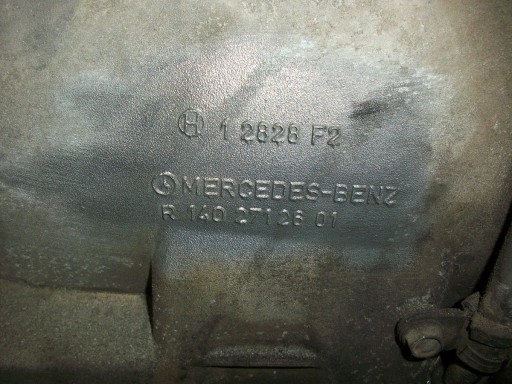 H 1 2828 F2
MERCEDES-BENZ
R 140 271 26 01